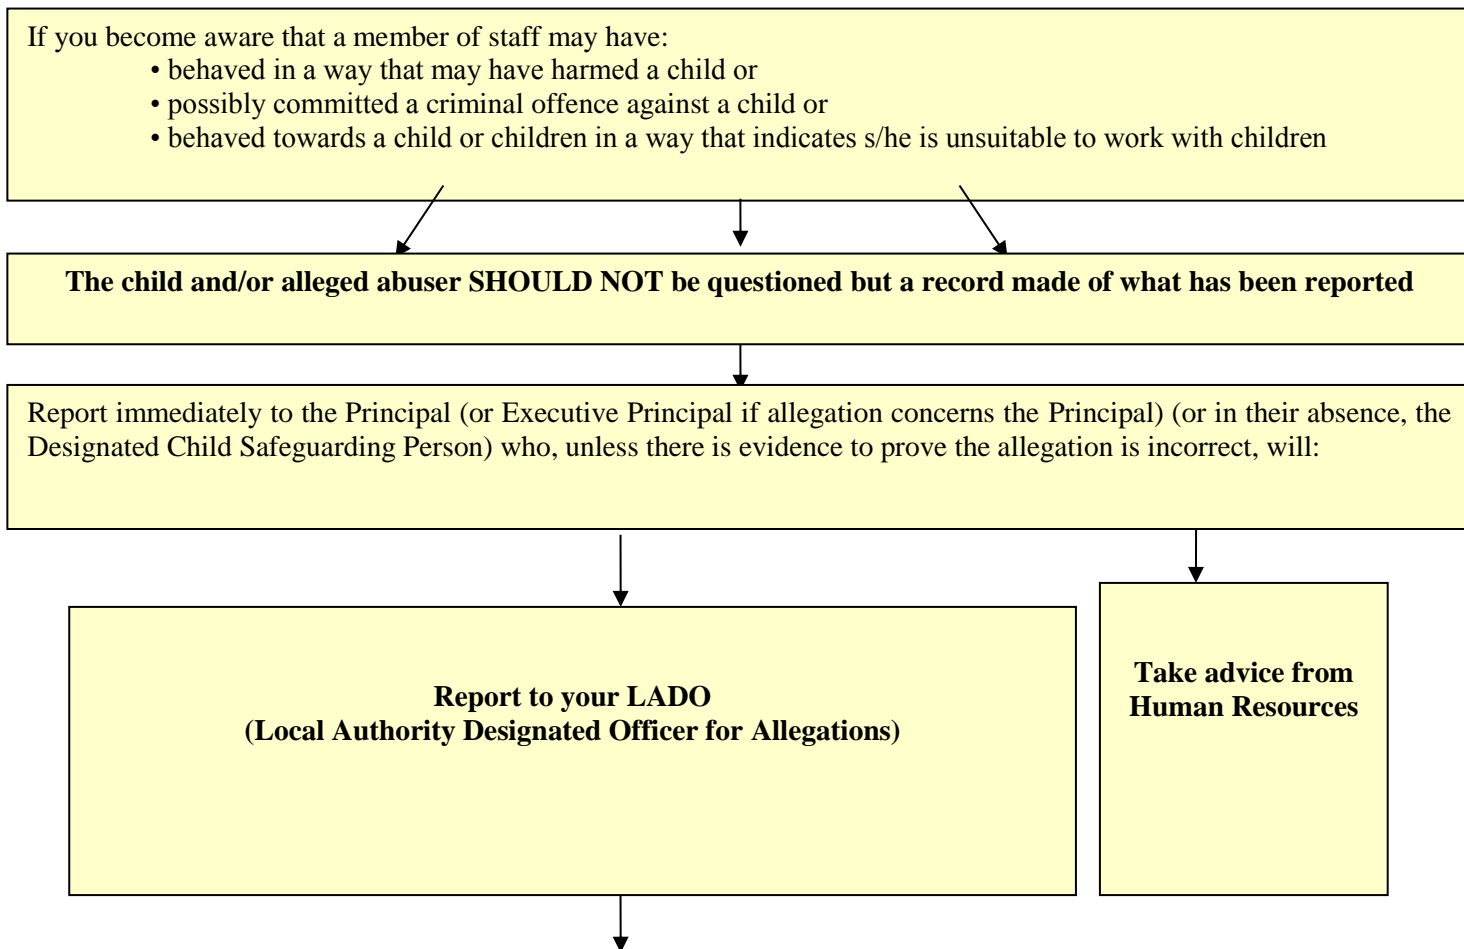 If you become aware that a member of staff may have:
• behaved in a way that may have harmed a child or
• possibly committed a criminal offence against a child or
• behaved towards a child or children in a way that indicates s/he is unsuitable to work with children
The child and/or alleged abuser SHOULD NOT be questioned but a record made of what has been reported
Report immediately to the Principal (or Executive Principal if allegation concerns the Principal) (or in their absence, the
Designated Child Safeguarding Person) who, unless there is evidence to prove the allegation is incorrect, will:
Report to your LADO
(Local Authority Designated Officer for Allegations)
Take advice from
Human Resources